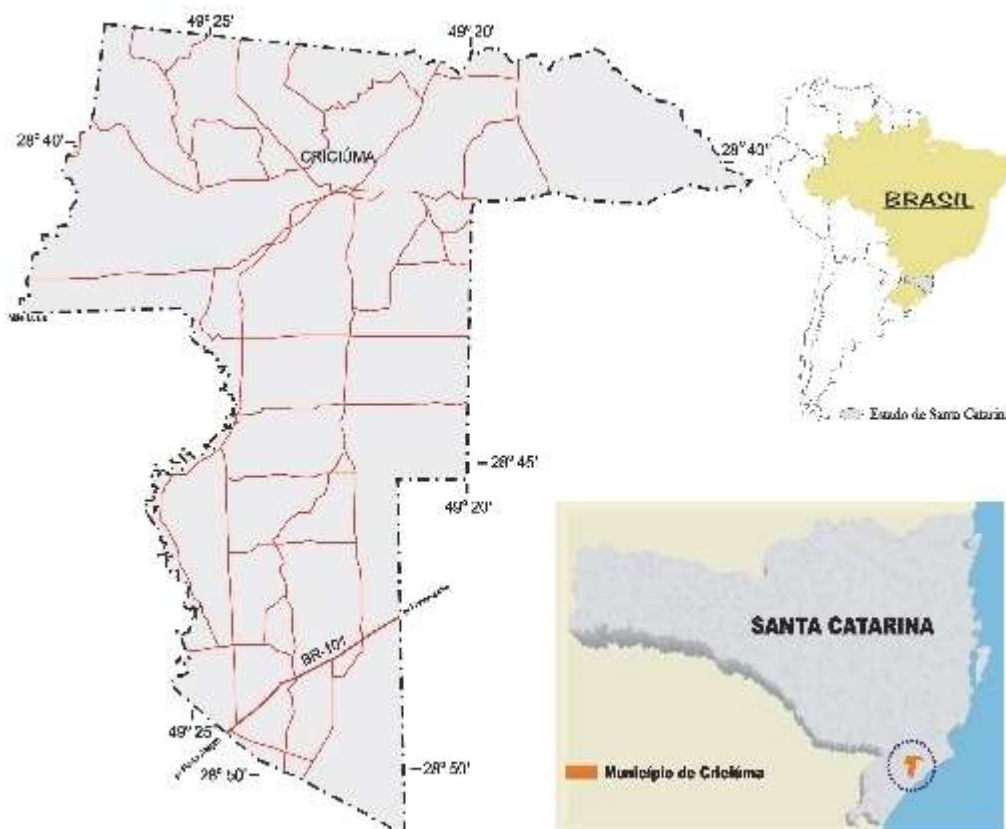 49° 25'
49° 20'
28° 40'
CRICIÚMA
28° 40'
BRASIL
Estado de Santa Catarin
28° 45'
49° 20'
SANTA CATARINA
BR-101
49° 25'
28° 50'
28° 50'
Município de Criciúma